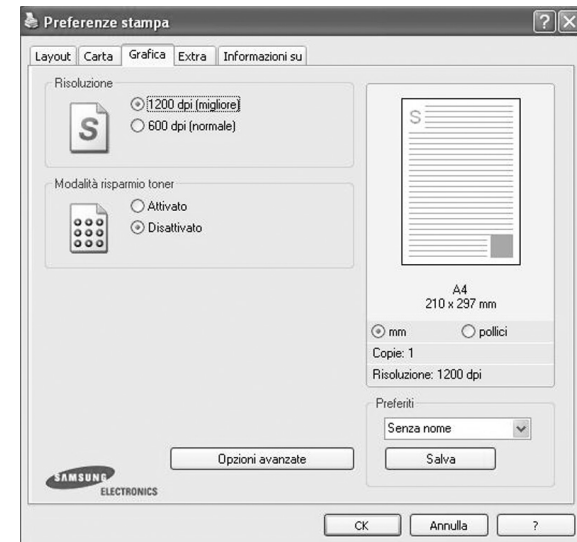 Preferenze stampa
Layout Carta Grafica Extra Informazioni su
Risoluzione
1200 dpi (migliore)
600 dpi (normale)
S
Modalità risparmio toner
Attivato
Disattivato
S
A4
210 x 297 mm
mm pollici
Copie: 1
Risoluzione: 1200 dpi
Preferiti
Senza nome
Salva
Opzioni avanzate
SAMSUNG
ELECTRONICS
OK Annulla ?